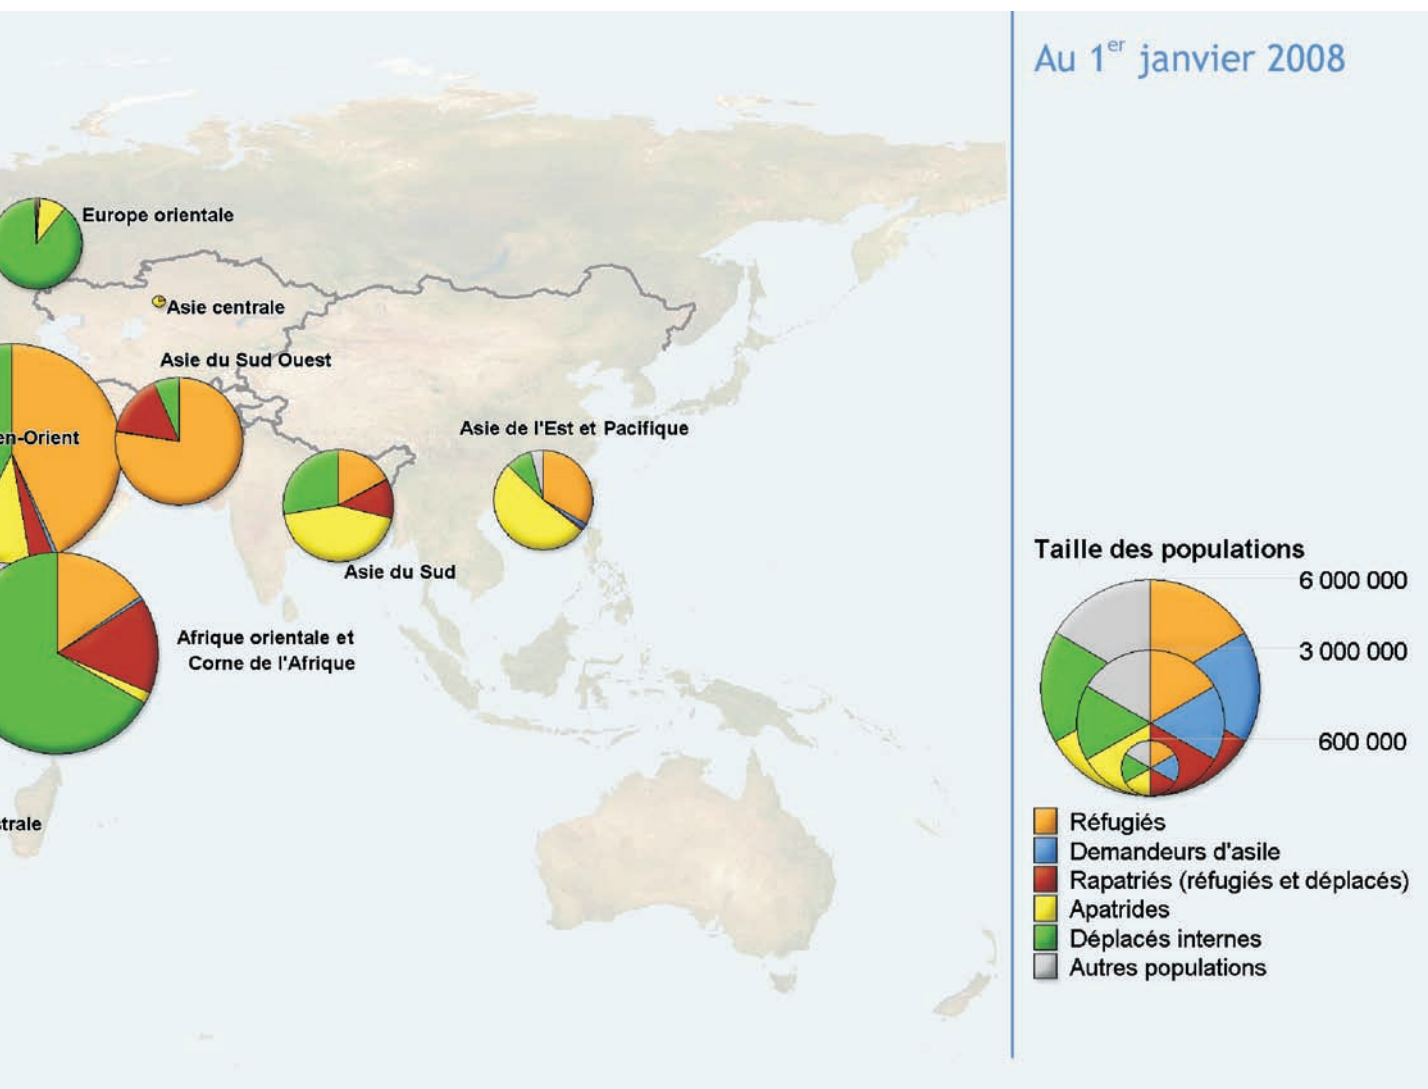 Au 1er janvier 2008
Europe orientale
Asie centrale
Asie du Sud Ouest
Asie de l'Est et Pacifique
en-Orient
Asie du Sud
Afrique orientale et
Corne de l'Afrique
trale
Taille des populations
6 000 000
3 000 000
600 000
Réfugiés
Demandeurs d'asile
Rapatriés (réfugiés et déplacés)
Apatrides
Déplacés internes
Autres populations